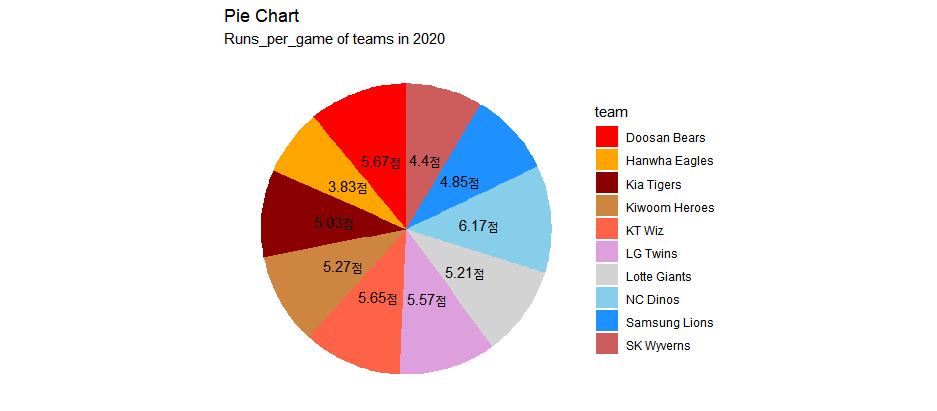 Pie Chart
Runs_per_game of teams in 2020
5.67점
4.4점
3.83점
4.85점
5.03점
6.17점
5.27점
5.21점
5.65점
5.57점
team
Doosan Bears
Hanwha Eagles
Kia Tigers
Kiwoom Heroes
KT Wiz
LG Twins
Lotte Giants
NC Dinos
Samsung Lions
SK Wyverns